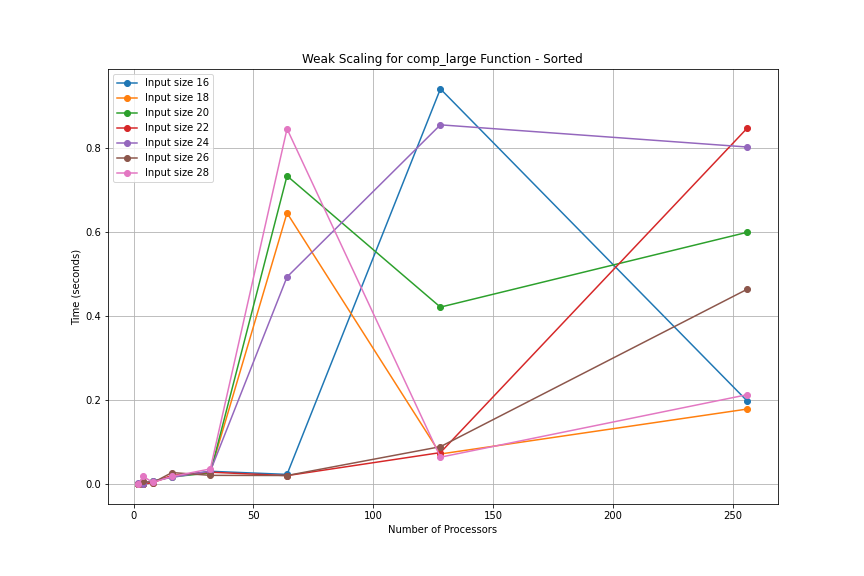 Weak Scaling for comp_large Function - Sorted
Input size 16
Input size 18
Input size 20
Input size 22
Input size 24
Input size 26
Input size 28
Time (seconds)
0.8
0.6
0.4
0.2
0.0
0 50 100 150 200 250
Number of Processors